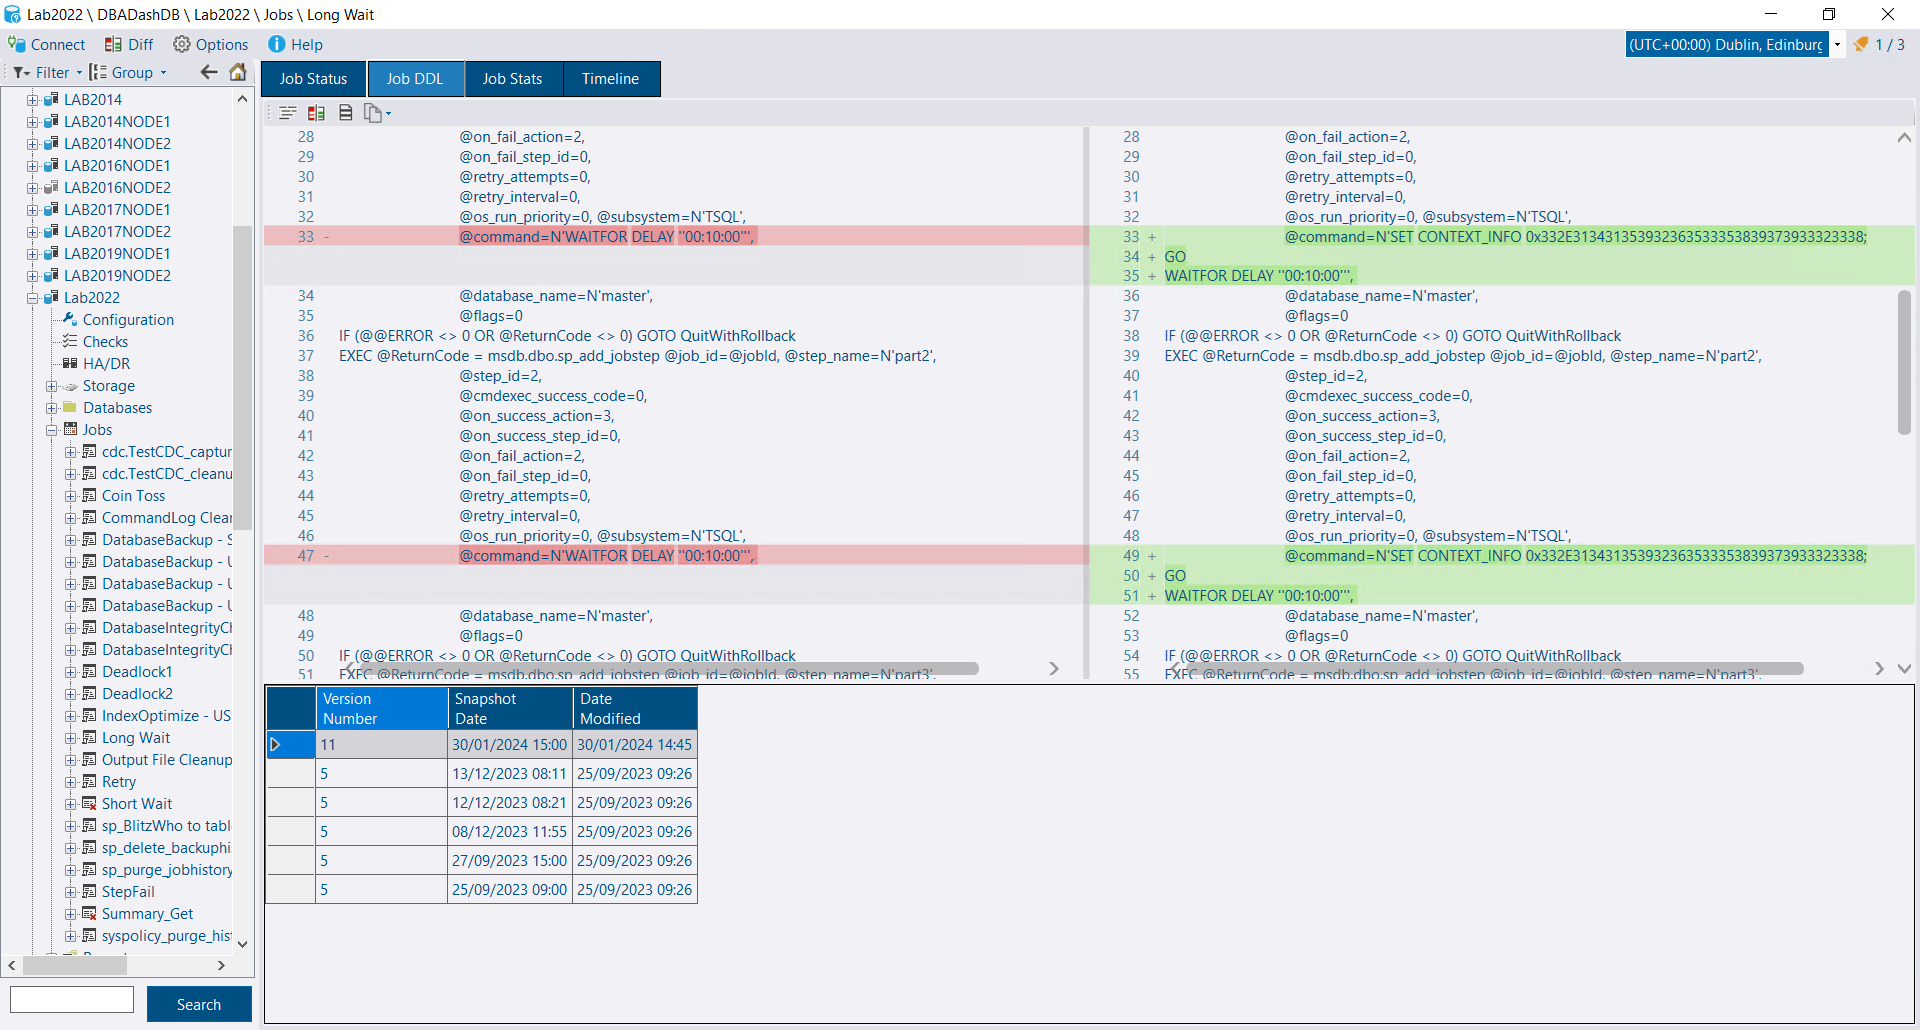 Lab2022 \ DBADashDB \ Lab2022 \ Jobs \ Long Wait
Connect Diff Options Help
(UTC+00:00) Dublin, Edinburg 1 / 3
Filter Group
LAB2014
LAB2014NODE1
LAB2014NODE2
LAB2016NODE1
LAB2016NODE2
LAB2017NODE1
LAB2017NODE2
LAB2019NODE1
LAB2019NODE2
Lab2022
Configuration
Checks
HA/DR
Storage
Databases
Jobs
cdc.TestCDC_captur
cdc.TestCDC_cleanu
Coin Toss
CommandLog Clear
DatabaseBackup - S
DatabaseBackup - U
DatabaseBackup - U
DatabaseBackup - U
DatabaseIntegrityCh
DatabaseIntegrityCh
Deadlock1
Deadlock2
IndexOptimize - US
Long Wait
Output File Cleanup
Retry
Short Wait
sp_BlitzWho to tabl
sp_delete_backuphi
sp_purge_jobhistory
StepFail
Summary_Get
syspolicy_purge_hist
Search
Job Status Job DDL Job Stats Timeline
28 @on_fail_action=2,
29 @on_fail_step_id=0,
30 @retry_attempts=0,
31 @retry_interval=0,
32 @os_run_priority=0, @subsystem=N'TSQL',
33 - @command=N'WAITFOR DELAY ''00:10:00''',
34 @database_name=N'master',
35 @flags=0
36 IF (@@ERROR <> 0 OR @ReturnCode <> 0) GOTO QuitWithRollback
37 EXEC @ReturnCode = msdb.dbo.sp_add_jobstep @job_id=@jobId, @step_name=N'part2',
38 @step_id=2,
39 @cmdexec_success_code=0,
40 @on_success_action=3,
41 @on_success_step_id=0,
42 @on_fail_action=2,
43 @on_fail_step_id=0,
44 @retry_attempts=0,
45 @retry_interval=0,
46 @os_run_priority=0, @subsystem=N'TSQL',
47 - @command=N'WAITFOR DELAY ''00:10:00''',
48 @database_name=N'master',
49 @flags=0
50 IF (@@ERROR <> 0 OR @ReturnCode <> 0) GOTO QuitWithRollback
51 EXEC @ReturnCode = msdb.dbo.sp_add_jobstep @job_id=@jobId, @step_name=N'part3',
28 @on_fail_action=2,
29 @on_fail_step_id=0,
30 @retry_attempts=0,
31 @retry_interval=0,
32 @os_run_priority=0, @subsystem=N'TSQL',
33 + @command=N'SET CONTEXT_INFO 0x332E3134313539323635333538393739333233338;
34 + GO
35 + WAITFOR DELAY ''00:10:00''',
36 @database_name=N'master',
37 @flags=0
38 IF (@@ERROR <> 0 OR @ReturnCode <> 0) GOTO QuitWithRollback
39 EXEC @ReturnCode = msdb.dbo.sp_add_jobstep @job_id=@jobId, @step_name=N'part2',
40 @step_id=2,
41 @cmdexec_success_code=0,
42 @on_success_action=3,
43 @on_success_step_id=0,
44 @on_fail_action=2,
45 @on_fail_step_id=0,
46 @retry_attempts=0,
47 @retry_interval=0,
48 @os_run_priority=0, @subsystem=N'TSQL',
49 + @command=N'SET CONTEXT_INFO 0x332E3134313539323635333538393739333233338;
50 + GO
51 + WAITFOR DELAY ''00:10:00''',
52 @database_name=N'master',
53 @flags=0
54 IF (@@ERROR <> 0 OR @ReturnCode <> 0) GOTO QuitWithRollback
55 EXEC @ReturnCode = msdb.dbo.sp_add_jobstep @job_id=@jobId, @step_name=N'part3',
Version Number Snapshot Date Date Modified
11 30/01/2024 15:00 30/01/2024 14:45
5 13/12/2023 08:11 25/09/2023 09:26
5 12/12/2023 08:21 25/09/2023 09:26
5 08/12/2023 11:55 25/09/2023 09:26
5 27/09/2023 15:00 25/09/2023 09:26
5 25/09/2023 09:00 25/09/2023 09:26